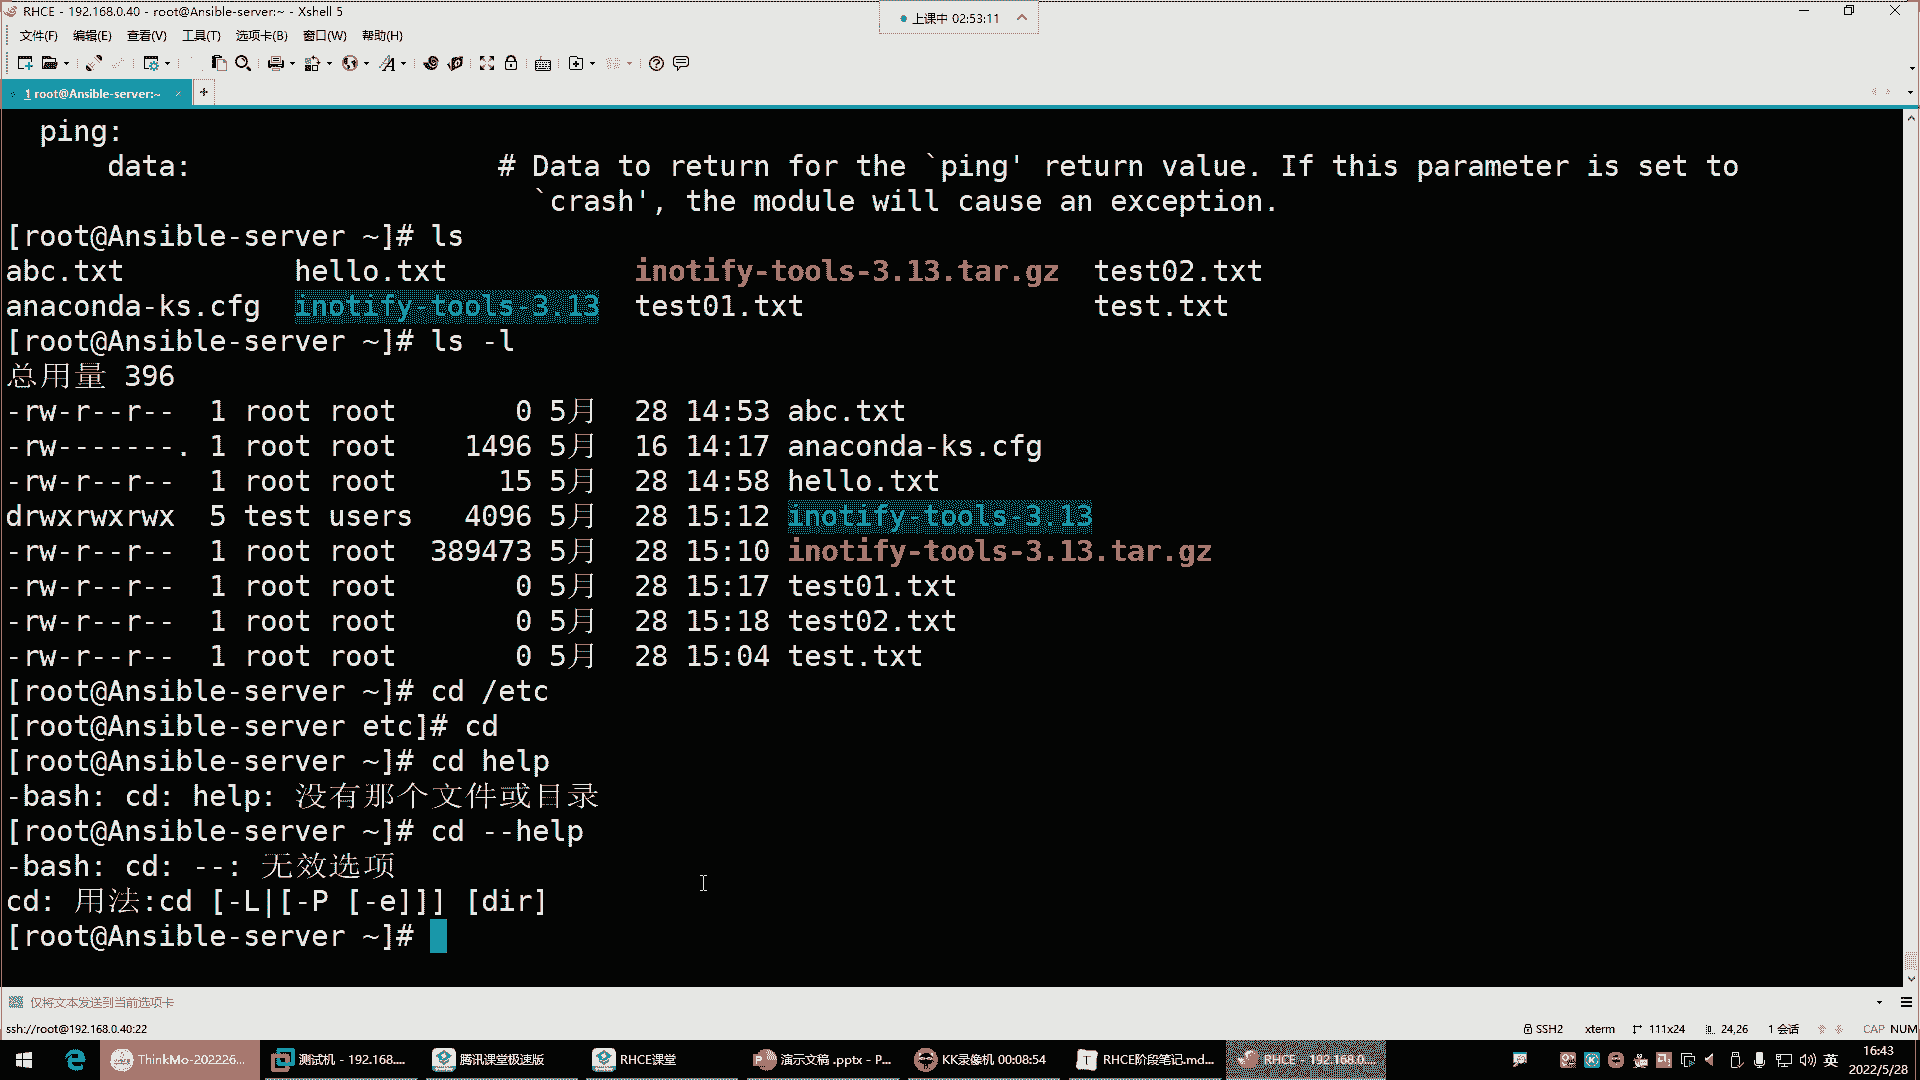 RHCE - 192.168.0.40 - root@Ansible-server:~ - Xshell 5
上课中 02:53:11
文件(F) 编辑(E) 查看(V) 工具(T) 选项卡(B) 窗口(W) 帮助(H)
1 root@Ansible-server:~
ping:
data: # Data to return for the `ping' return value. If this parameter is set to
`crash', the module will cause an exception.
[root@Ansible-server ~]# ls
abc.txt hello.txt inotify-tools-3.13.tar.gz test02.txt
anaconda-ks.cfg inotify-tools-3.13 test01.txt test.txt
[root@Ansible-server ~]# ls -l
总用量 396
-rw-r--r-- 1 root root 0 5月 28 14:53 abc.txt
-rw-------. 1 root root 1496 5月 16 14:17 anaconda-ks.cfg
-rw-r--r-- 1 root root 15 5月 28 14:58 hello.txt
drwxrwxrwx 5 test users 4096 5月 28 15:12 inotify-tools-3.13
-rw-r--r-- 1 root root 389473 5月 28 15:10 inotify-tools-3.13.tar.gz
-rw-r--r-- 1 root root 0 5月 28 15:17 test01.txt
-rw-r--r-- 1 root root 0 5月 28 15:18 test02.txt
-rw-r--r-- 1 root root 0 5月 28 15:04 test.txt
[root@Ansible-server ~]# cd /etc
[root@Ansible-server etc]# cd
[root@Ansible-server ~]# cd help
-bash: cd: help: 没有那个文件或目录
[root@Ansible-server ~]# cd --help
-bash: cd: --: 无效选项
cd: 用法:cd [-L|[-P [-e]]] [dir]
[root@Ansible-server ~]#
仅将文本发送到当前选项卡
ssh://root@192.168.0.40:22 SSH2 xterm 111x24 24,26 1 会话 CAP NUM
ThinkMo-202226... 测试机 - 192.168.... 腾讯课堂极速版 RHCE课堂 演示文稿 .pptx - P... KK录像机 00:08:54 RHCE阶段笔记.md... RHCE - 192.168.0... 英 16:43
2022/5/28